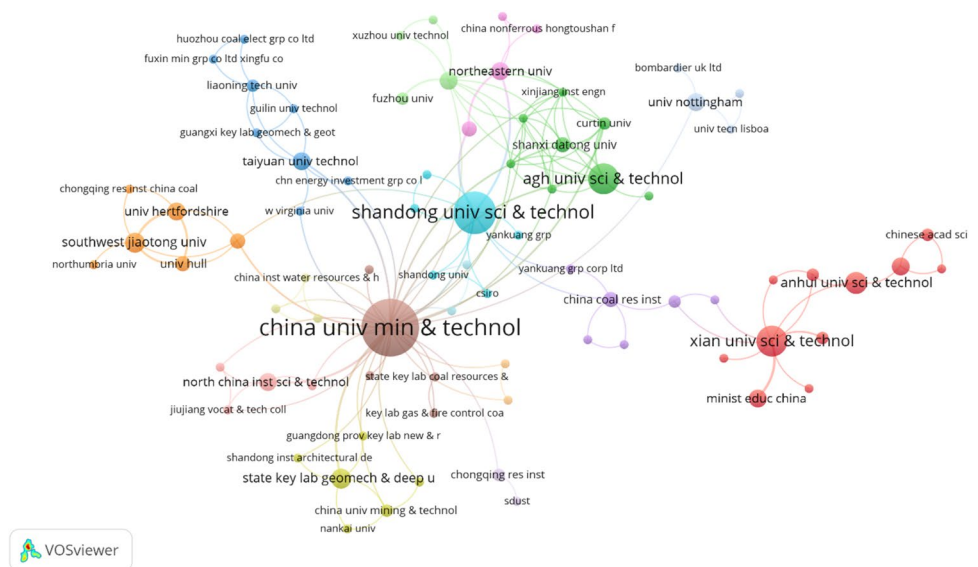 huozhou coal elect grp co ltd
xuzhou univ technol
china nonferrous hongtoushan f
fuxin min grp co ltd xingfu co
northeastern univ
bombardier uk ltd
liaoning tech univ
xinjiang inst engn
fuzhou univ
univ nottingham
guilin univ technol
curtin univ
guangxi key lab geomech & geot
univ tecn lisboa
shanxi datong univ
taiyuan univ technol
agh univ sci & technol
chn energy investment grp co l
chongqing res inst china coal
univ hertfordshire
w virginia univ
shandong univ sci & technol
yankuang grp
chinese acad sci
southwest jiaotong univ
northumbria univ
univ hull
yankuang grp corp ltd
shandong univ
china inst water resources & h
anhui univ sci & technol
csiro
china coal res inst
china univ min & technol
xian univ sci & technol
state key lab coal resources &
north china inst sci & technol
minist educ china
jiujiang vocat & tech coll
key lab gas & fire control coa
guangdong prov key lab new & r
shandong inst architectural de
state key lab geomech & deep u
chongqing res inst
sdust
china univ mining & technol
nankai univ
VOSviewer